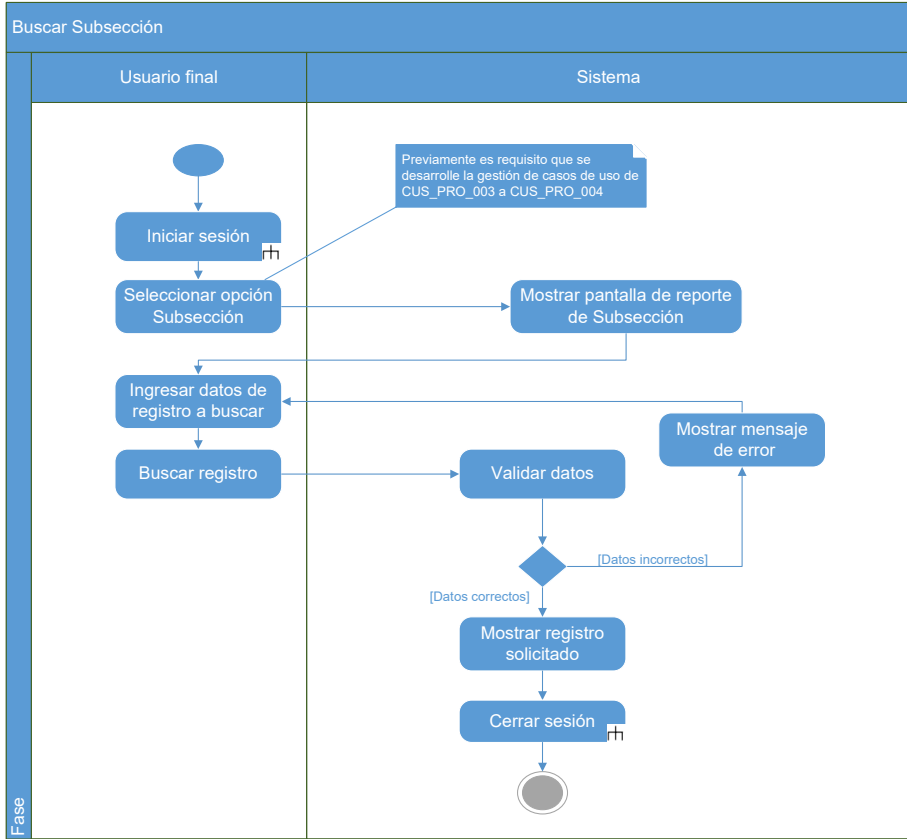 Buscar Subsección
Usuario final
Sistema
Previamente es requisito que se
desarrolle la gestión de casos de uso de
CUS_PRO_003 a CUS_PRO_004
Iniciar sesión
Seleccionar opción
Subsección
Mostrar pantalla de reporte
de Subsección
Ingresar datos de
registro a buscar
Mostrar mensaje
de error
Buscar registro
Validar datos
[Datos incorrectos]
[Datos correctos]
Mostrar registro
solicitado
Cerrar sesión
Fase